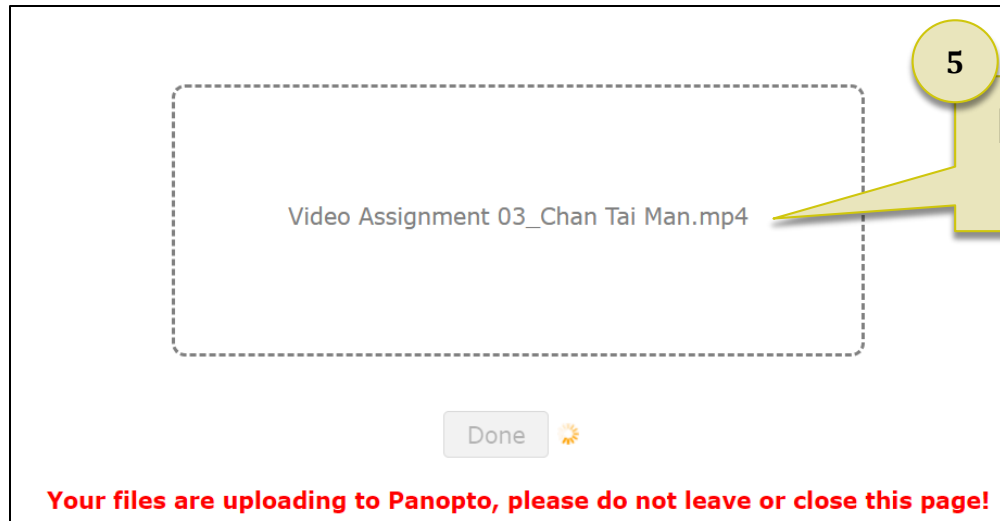 5
Video Assignment 03_Chan Tai Man.mp4
Done
Your files are uploading to Panopto, please do not leave or close this page!